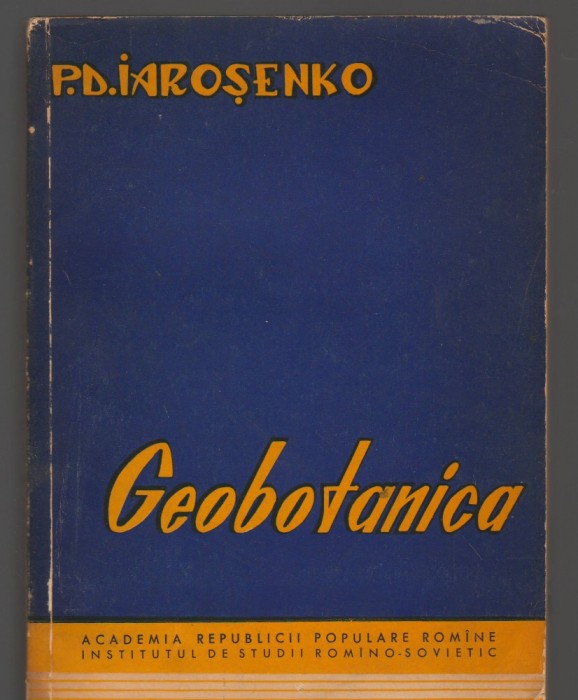 P.D.IAROȘENKO
Geobotanica
ACADEMIA REPUBLICII POPULARE ROMÎNE
INSTITUTUL DE STUDII ROMÎNO-SOVIETIC